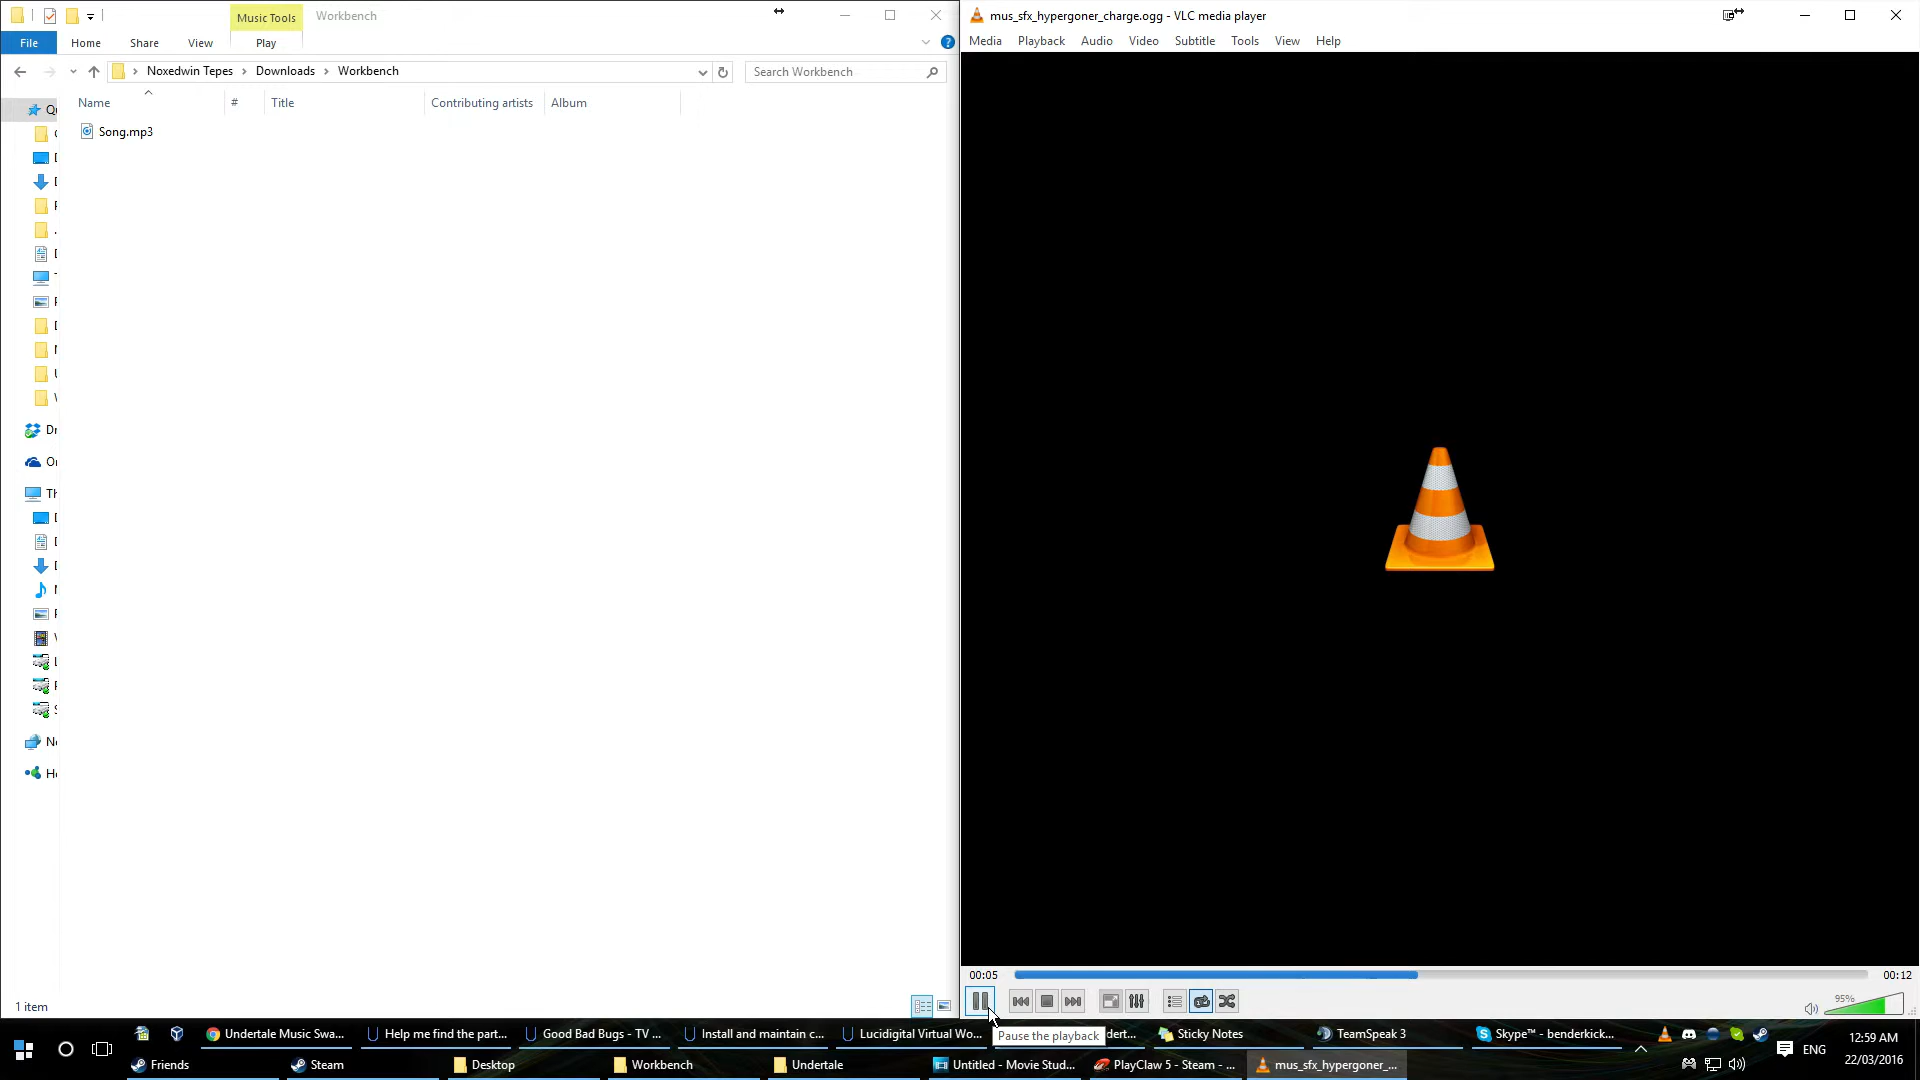 Music Tools
Workbench
File
Home
Share
View
Play
Noxedwin Tepes
Downloads
Workbench
Search Workbench
Name
#
Title
Contributing artists
Album
Song.mp3
1 item
mus_sfx_hypergoner_charge.ogg - VLC media player
Media
Playback
Audio
Video
Subtitle
Tools
View
Help
00:05
00:12
95%
Pause the playback
Undertale Music Swa...
Help me find the part...
Good Bad Bugs - TV ...
Install and maintain c...
Lucidigital Virtual Wo...
dert...
Sticky Notes
TeamSpeak 3
Skype™ - benderkick...
Friends
Steam
Desktop
Workbench
Undertale
Untitled - Movie Stud...
PlayClaw 5 - Steam - ...
mus_sfx_hypergoner_...
ENG
12:59 AM
22/03/2016